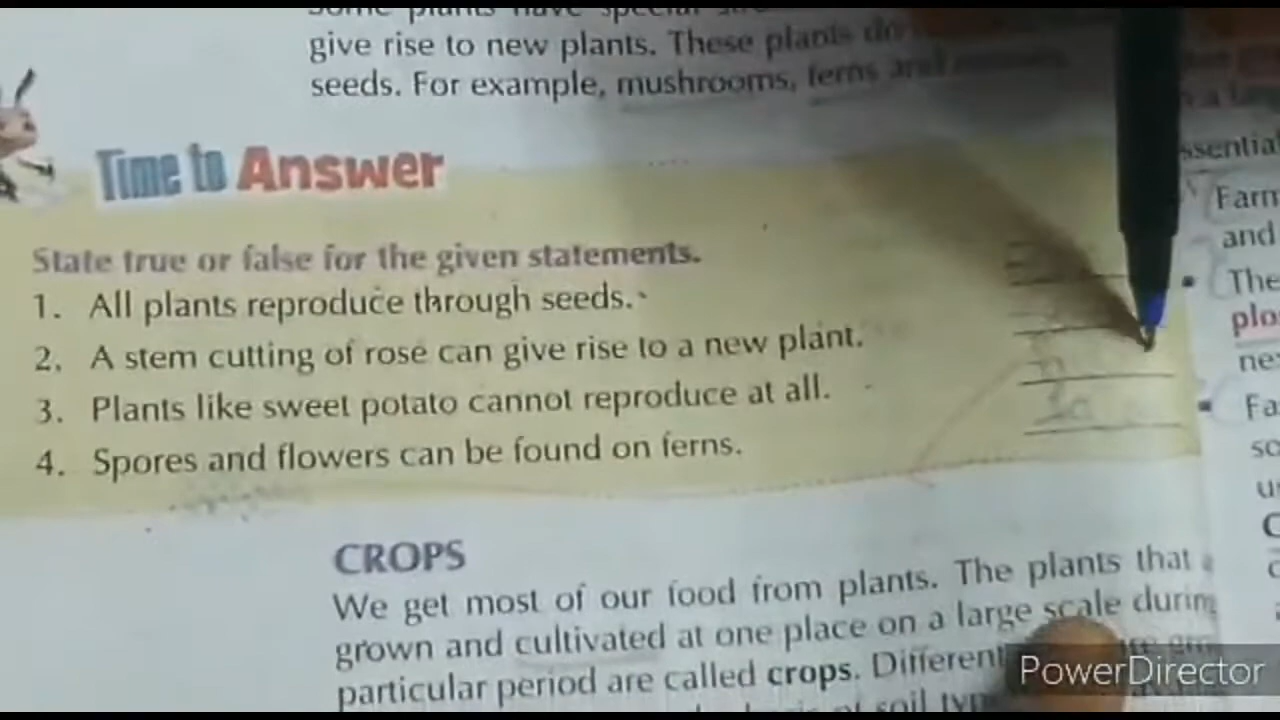 give rise to new plants. These plants do
seeds. For example, mushrooms, ferns and
Time to Answer
State true or false for the given statements.
1. All plants reproduce through seeds.
2. A stem cutting of rose can give rise to a new plant.
3. Plants like sweet potato cannot reproduce at all.
4. Spores and flowers can be found on ferns.
CROPS
We get most of our food from plants. The plants that
grown and cultivated at one place on a large scale during
particular period are called crops. Different
of soil
Farm
and
The
PowerDirector